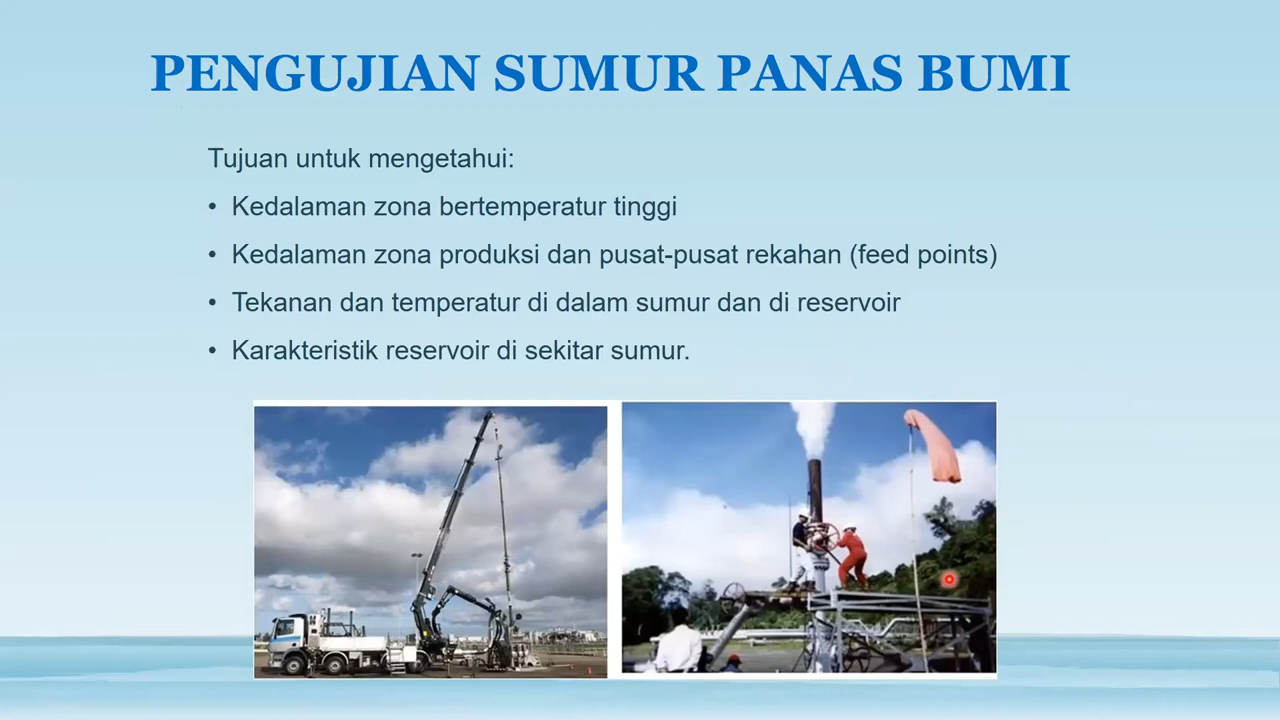 PENGUJIAN SUMUR PANAS BUMI
Tujuan untuk mengetahui:
• Kedalaman zona bertemperatur tinggi
• Kedalaman zona produksi dan pusat-pusat rekahan (feed points)
• Tekanan dan temperatur di dalam sumur dan di reservoir
• Karakteristik reservoir di sekitar sumur.